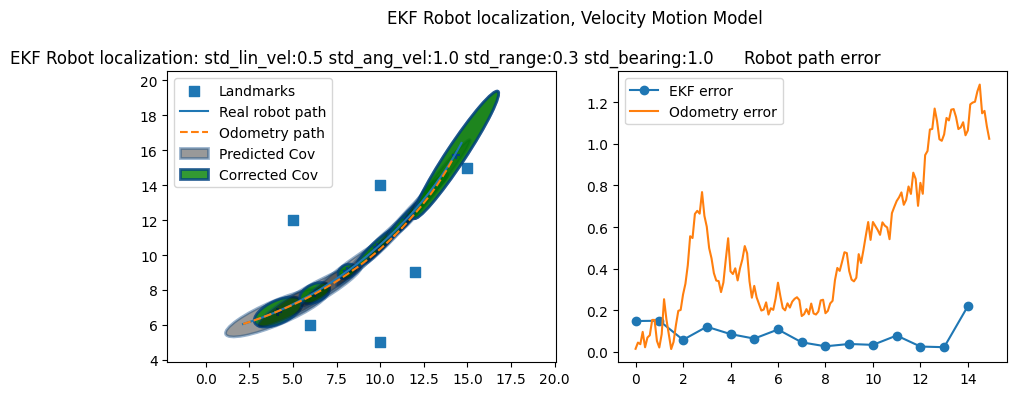 EKF Robot localization, Velocity Motion Model
EKF Robot localization: std_lin_vel:0.5 std_ang_vel:1.0 std_range:0.3 std_bearing:1.0
Landmarks
Real robot path
Odometry path
Predicted Cov
Corrected Cov
20
18
16
14
12
10
8
6
4
0.0 2.5 5.0 7.5 10.0 12.5 15.0 17.5 20.0
Robot path error
EKF error
Odometry error
1.2
1.0
0.8
0.6
0.4
0.2
0.0
0 2 4 6 8 10 12 14